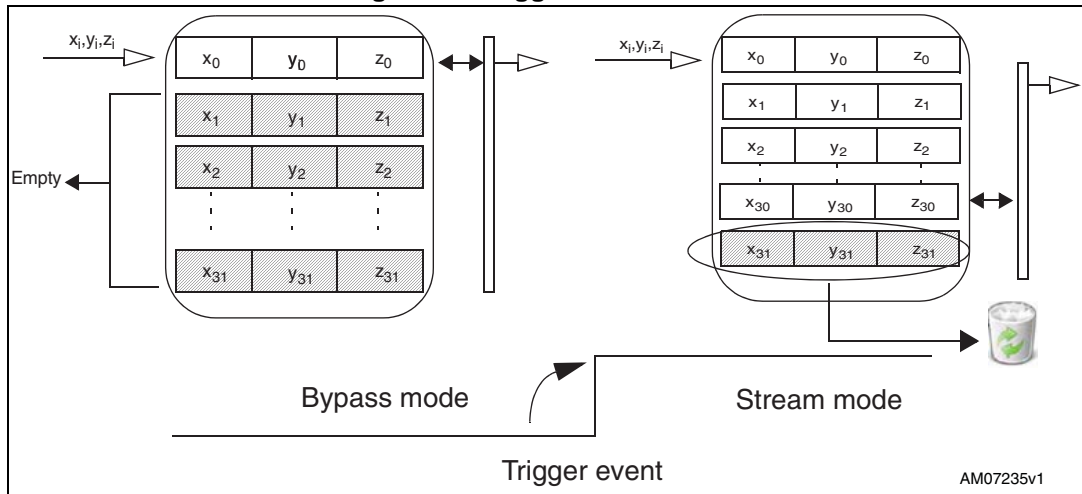 xi,yi,zi
x0 y0 z0
x1 y1 z1
x2 y2 z2
x31 y31 z31
Empty
xi,yi,zi
x0 y0 z0
x1 y1 z1
x2 y2 z2
x30 y30 z30
x31 y31 z31
Bypass mode
Stream mode
Trigger event
AM07235v1